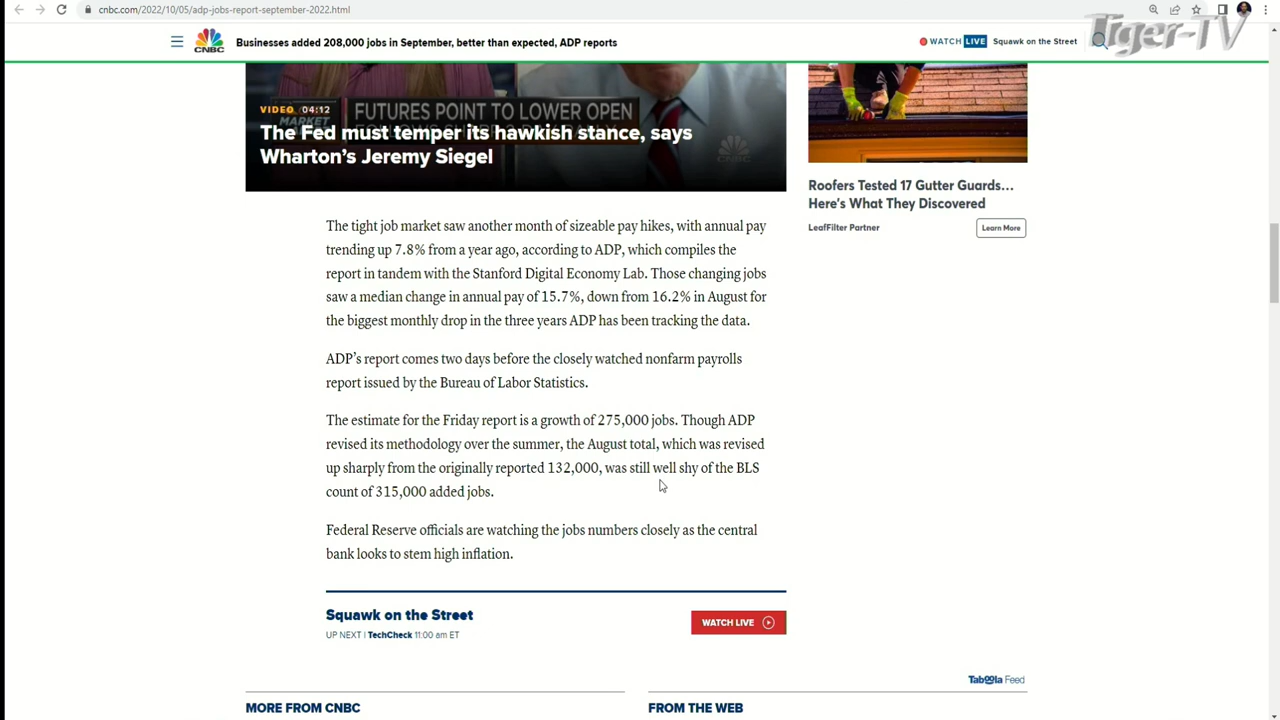 cnbc.com/2022/10/05/adp-jobs-report-september-2022.html
Tiger-TV
CNBC
Businesses added 208,000 jobs in September, better than expected, ADP reports
WATCH LIVE Squawk on the Street
VIDEO 04:12
MARKET
FUTURES POINT TO LOWER OPEN
The Fed must temper its hawkish stance, says
Wharton's Jeremy Siegel
CNBC
Roofers Tested 17 Gutter Guards…
Here's What They Discovered
LeafFilter Partner
Learn More
The tight job market saw another month of sizeable pay hikes, with annual pay
trending up 7.8% from a year ago, according to ADP, which compiles the
report in tandem with the Stanford Digital Economy Lab. Those changing jobs
saw a median change in annual pay of 15.7%, down from 16.2% in August for
the biggest monthly drop in the three years ADP has been tracking the data.
ADP's report comes two days before the closely watched nonfarm payrolls
report issued by the Bureau of Labor Statistics.
The estimate for the Friday report is a growth of 275,000 jobs. Though ADP
revised its methodology over the summer, the August total, which was revised
up sharply from the originally reported 132,000, was still well shy of the BLS
count of 315,000 added jobs.
Federal Reserve officials are watching the jobs numbers closely as the central
bank looks to stem high inflation.
Squawk on the Street
UP NEXT | TechCheck 11:00 am ET
WATCH LIVE
Taboola Feed
MORE FROM CNBC
FROM THE WEB